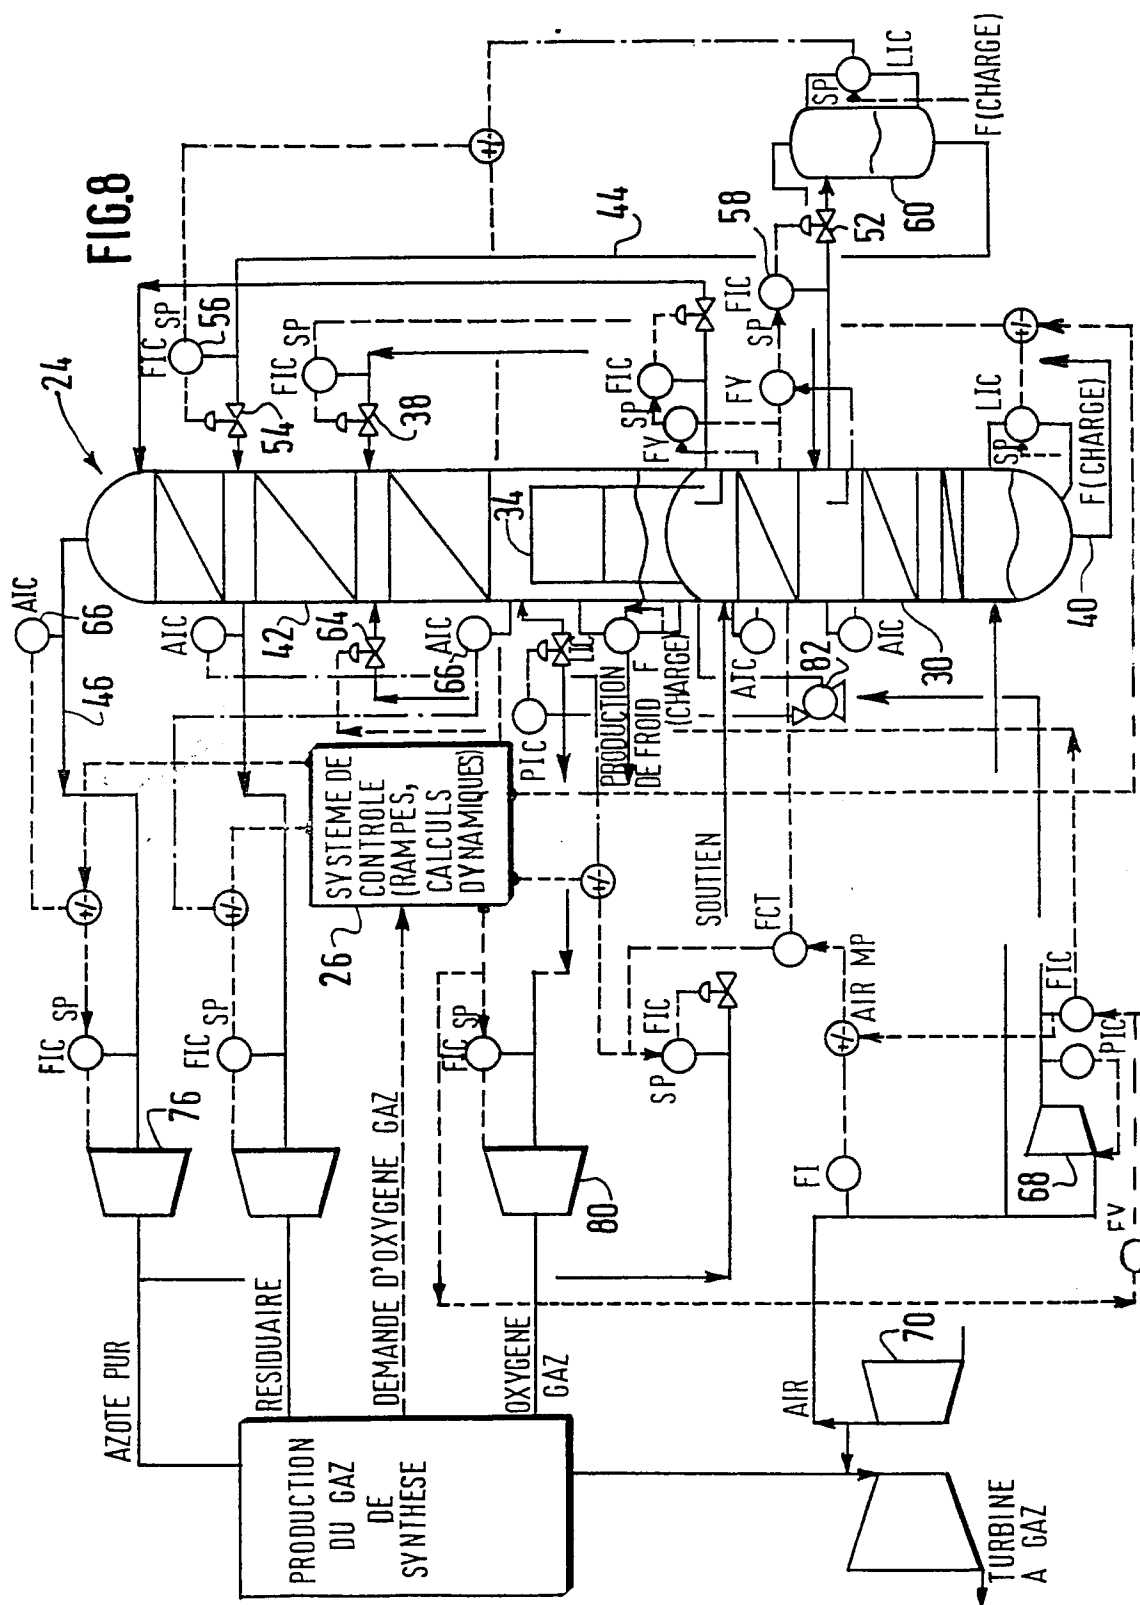 FIG.8
24
FIC
SP
56
54
FIC
SP
38
44
FIC
SP
FY
FIC
58
SP
FY
52
60
SP
LIC
F(CHARGE)
LIC
SP
F(CHARGE)
40
34
30
AIC
66
46
AIC
42
64
AIC
66
PIC
LIC
PRODUCTION
DE FROID
F
(CHARGE)
AIC
82
AIC
SYSTEME DE
CONTROLE
(RAMPES,
CALCULS
DYNAMIQUES)
26
+/-
+/-
+/-
+/-
+/-
+/-
SOUTIEN
FCT
AIR MP
FIC
SP
76
FIC
SP
FIC
SP
80
FIC
SP
FI
FIC
PIC
68
FY
AZOTE PUR
RESIDUAIRE
DEMANDE D'OXYGENE GAZ
OXYGENE
GAZ
AIR
70
PRODUCTION
DU GAZ
DE
SYNTHESE
TURBINE
A GAZ